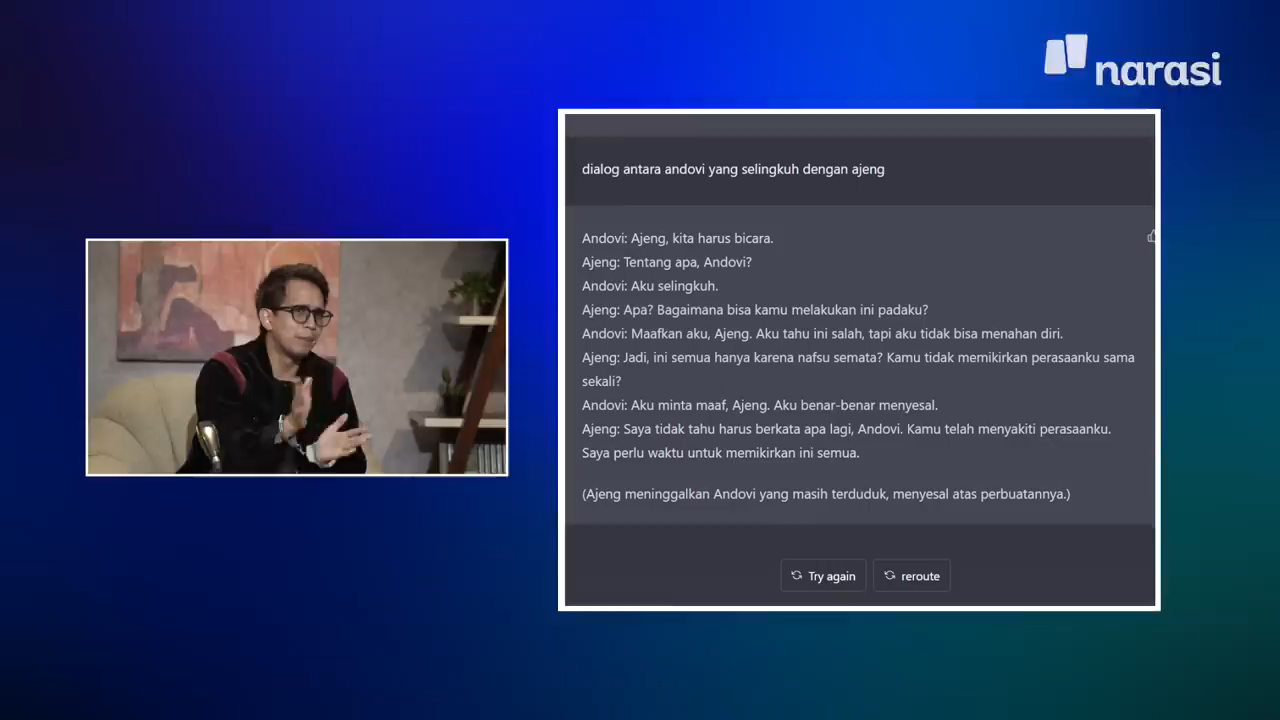 narasi
dialog antara andovi yang selingkuh dengan ajeng
Andovi: Ajeng, kita harus bicara.
Ajeng: Tentang apa, Andovi?
Andovi: Aku selingkuh.
Ajeng: Apa? Bagaimana bisa kamu melakukan ini padaku?
Andovi: Maafkan aku, Ajeng. Aku tahu ini salah, tapi aku tidak bisa menahan diri.
Ajeng: Jadi, ini semua hanya karena nafsu semata? Kamu tidak memikirkan perasaanku sama
sekali?
Andovi: Aku minta maaf, Ajeng. Aku benar-benar menyesal.
Ajeng: Saya tidak tahu harus berkata apa lagi, Andovi. Kamu telah menyakiti perasaanku.
Saya perlu waktu untuk memikirkan ini semua.
(Ajeng meninggalkan Andovi yang masih terduduk, menyesal atas perbuatannya.)
Try again
reroute